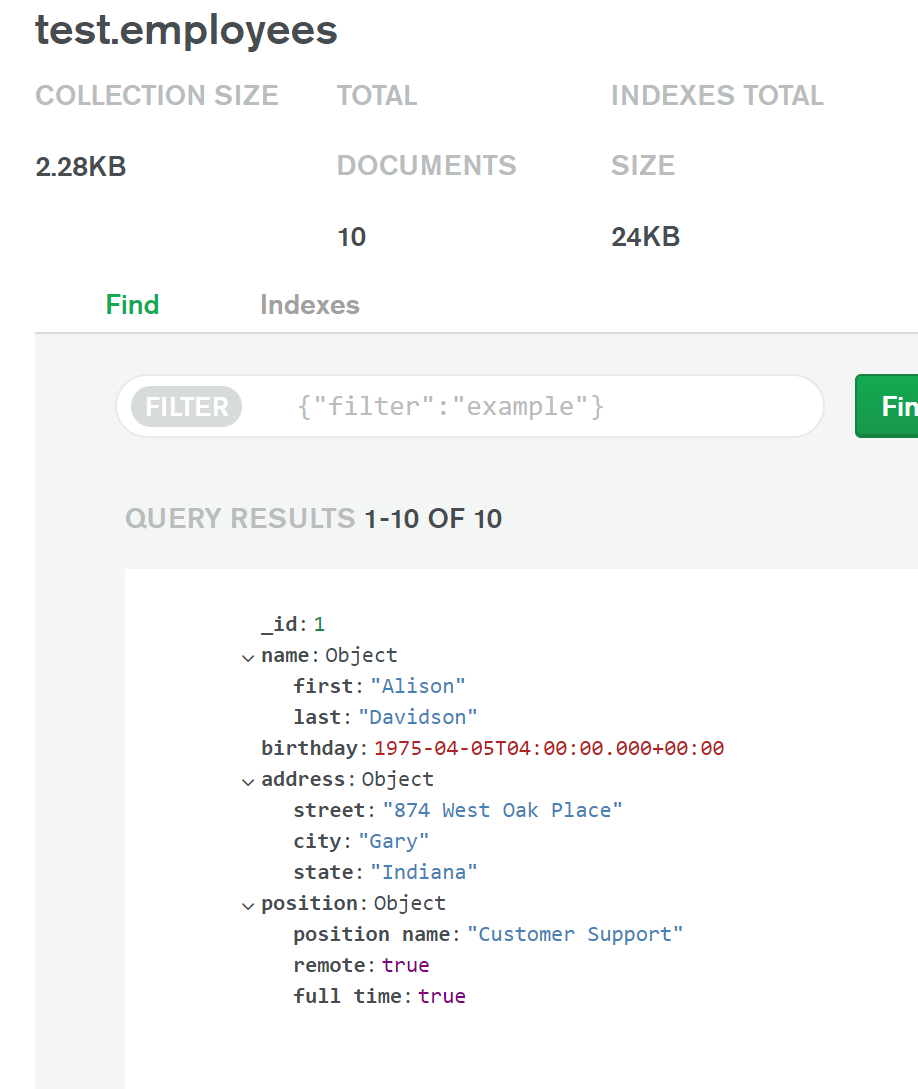 test.employees
COLLECTION SIZE
2.28KB
TOTAL
DOCUMENTS
10
INDEXES TOTAL
SIZE
24KB
Find
Indexes
FILTER
{"filter":"example"}
QUERY RESULTS 1-10 OF 10
_id: 1
name: Object
first: "Alison"
last: "Davidson"
birthday: 1975-04-05T04:00:00.000+00:00
address: Object
street: "874 West Oak Place"
city: "Gary"
state: "Indiana"
position: Object
position name: "Customer Support"
remote: true
full time: true